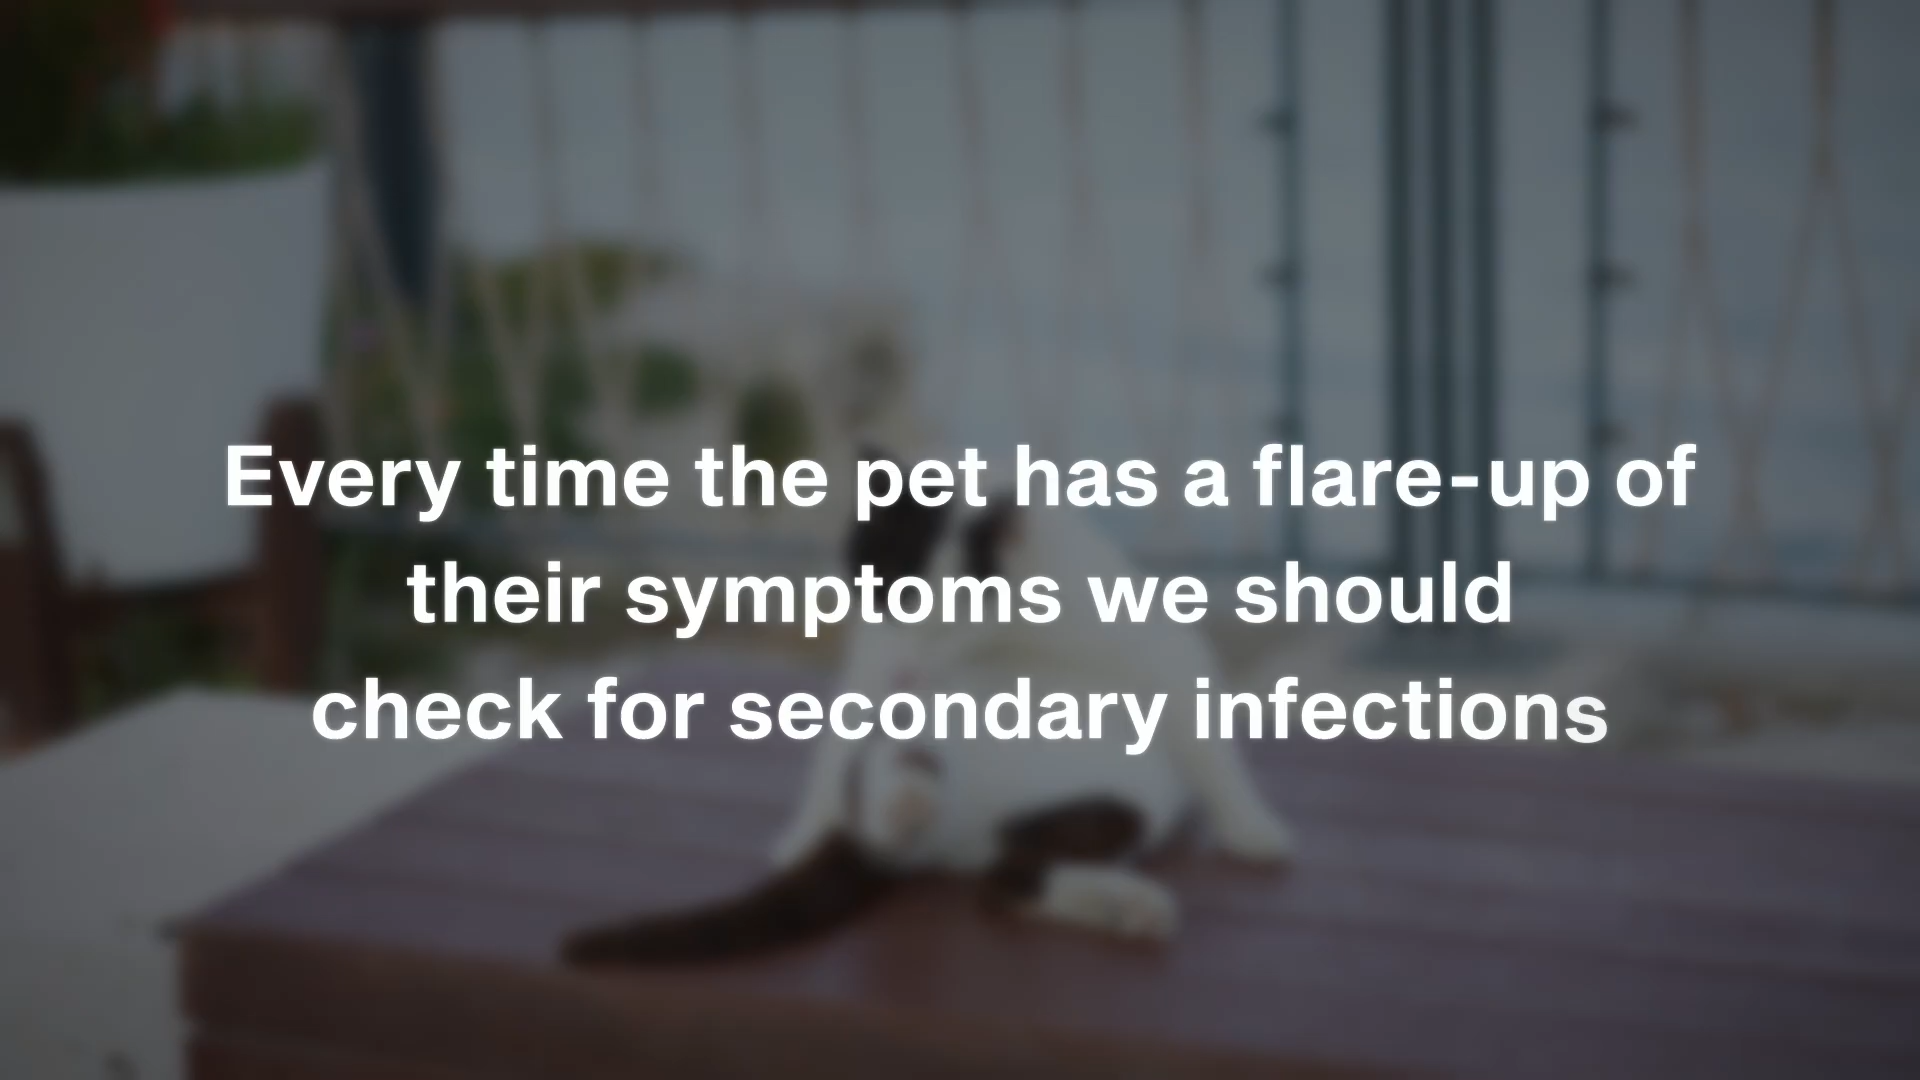 Every time the pet has a flare-up of
their symptoms we should
check for secondary infections